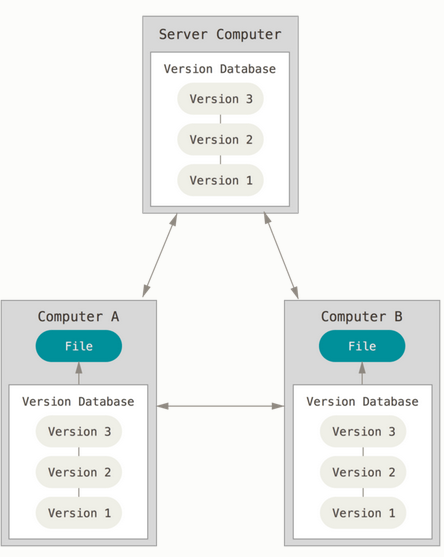 Server Computer
Version Database
Version 3
Version 2
Version 1
Computer A
File
Version Database
Version 3
Version 2
Version 1
Computer B
File
Version Database
Version 3
Version 2
Version 1